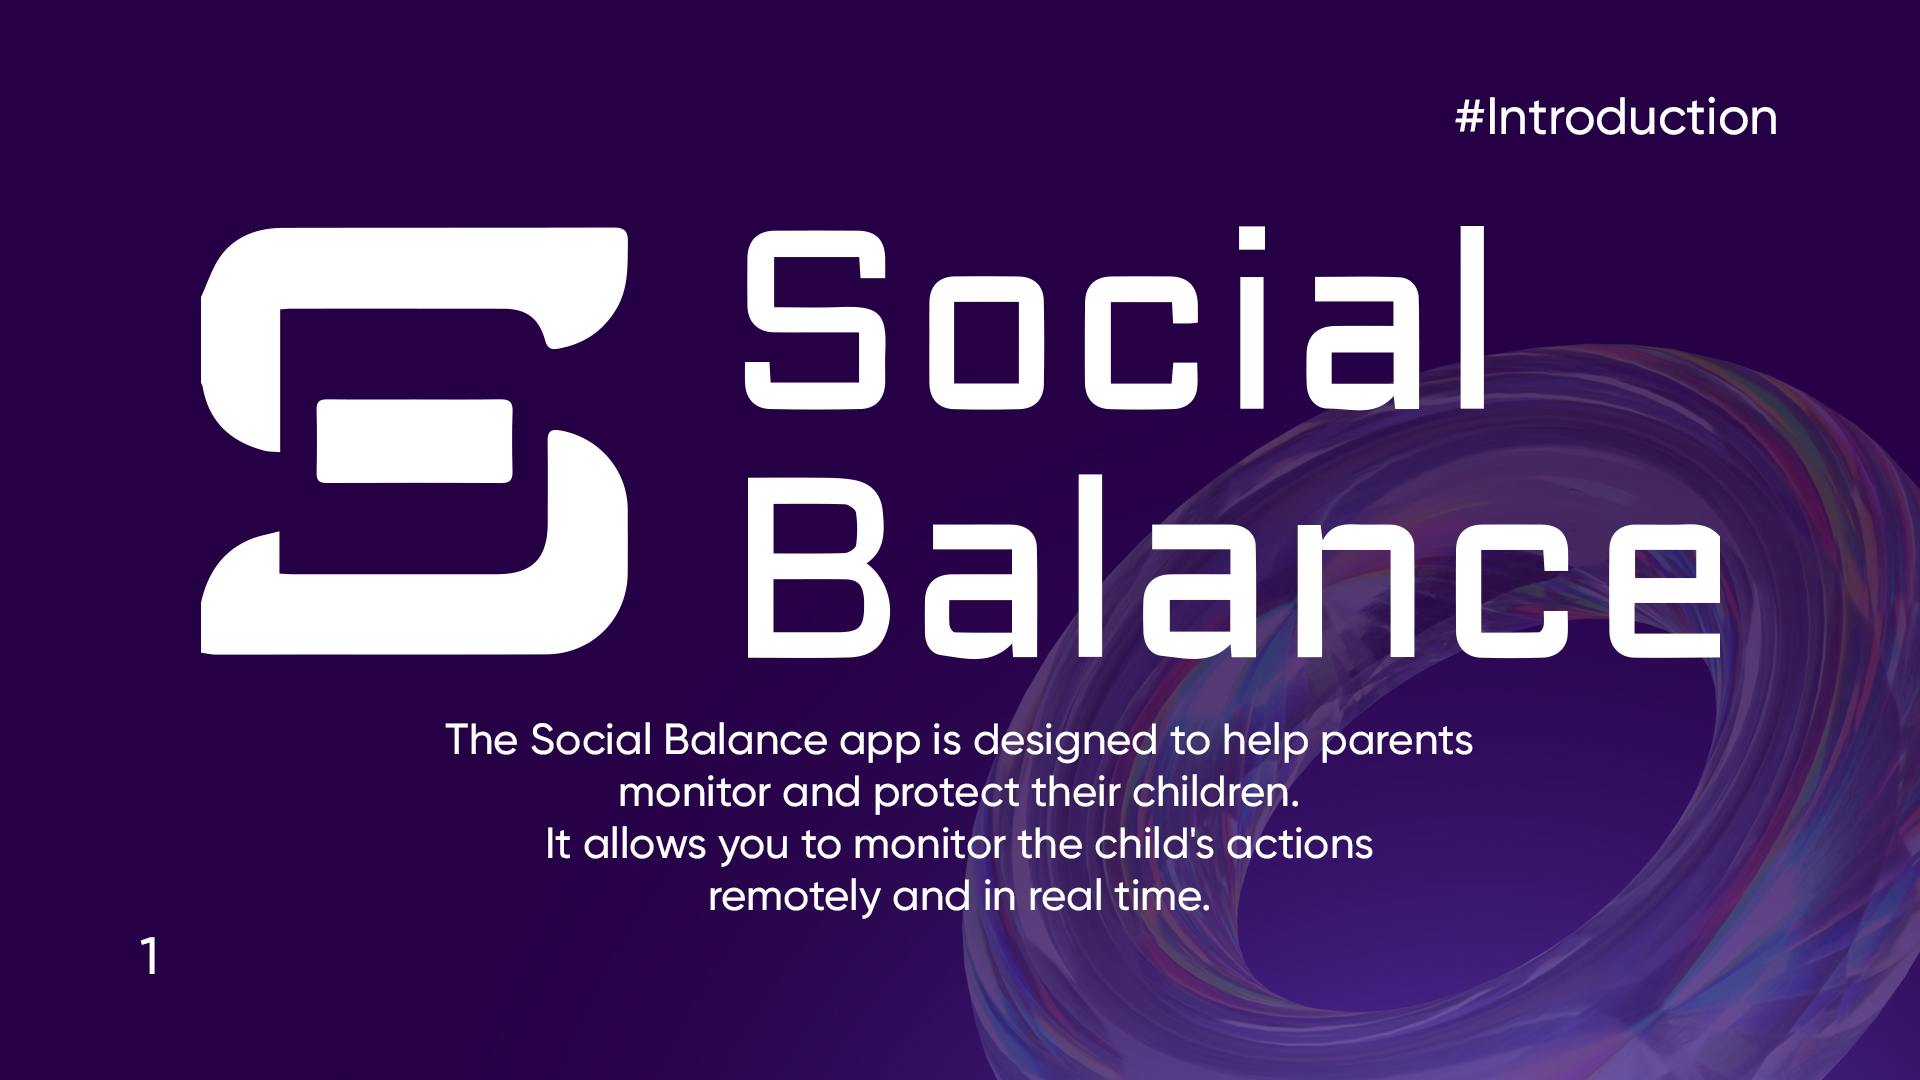 #Introduction
Social
Balance
The Social Balance app is designed to help parents
monitor and protect their children.
It allows you to monitor the child's actions
remotely and in real time.
1